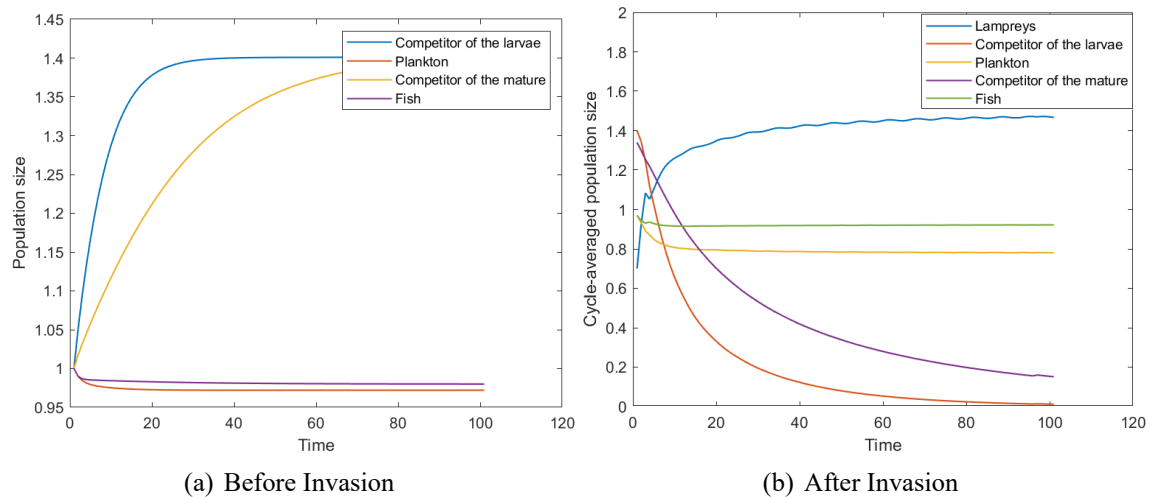 1.45
1.4
1.35
1.3
1.25
1.2
1.15
1.1
1.05
1
0.95
Population size
0 20 40 60 80 100 120
Time
Competitor of the larvae
Plankton
Competitor of the mature
Fish
(a) Before Invasion
2
1.8
1.6
1.4
1.2
1
0.8
0.6
0.4
0.2
0
Cycle-averaged population size
0 20 40 60 80 100 120
Time
Lampreys
Competitor of the larvae
Plankton
Competitor of the mature
Fish
(b) After Invasion